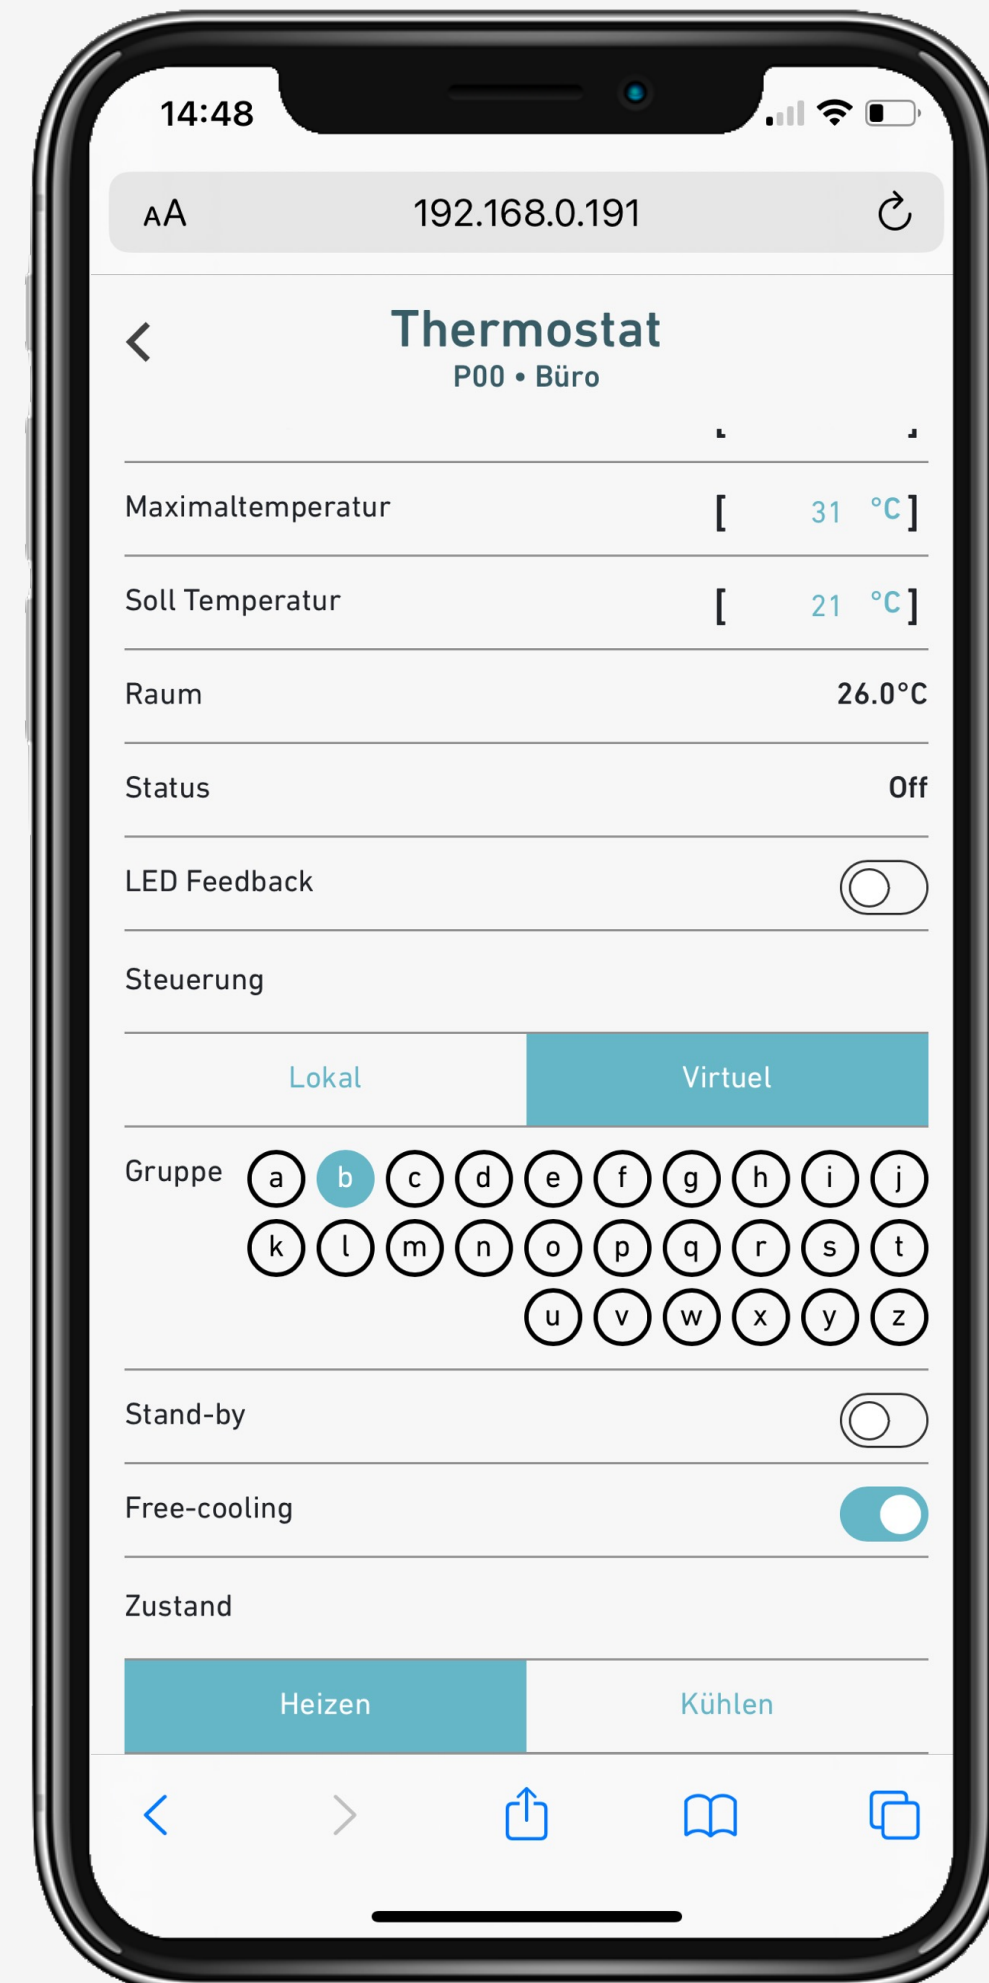 14:48
AA 192.168.0.191
Thermostat
P00 • Büro
[ ]
Maximaltemperatur [ 31 °C]
Soll Temperatur [ 21 °C]
Raum 26.0°C
Status Off
LED Feedback
Steuerung
Lokal Virtuel
Gruppe a b c d e f g h i j
k l m n o p q r s t
u v w x y z
Stand-by
Free-cooling
Zustand
Heizen Kühlen